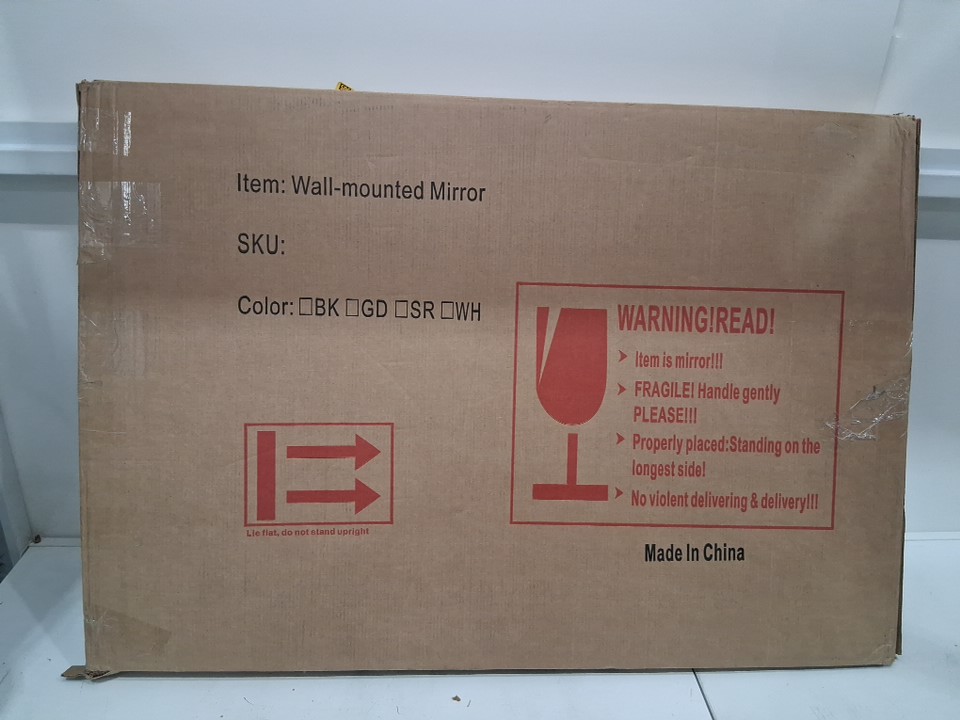 Item: Wall-mounted Mirror
SKU:
Color: ☐BK ☐GD ☐SR ☐WH
WARNING!READ!
➤ Item is mirror!!!
➤ FRAGILE! Handle gently
PLEASE!!!
➤ Properly placed:Standing on the
longest side!
➤ No violent delivering & delivery!!!
Lie flat, do not stand upright
Made In China